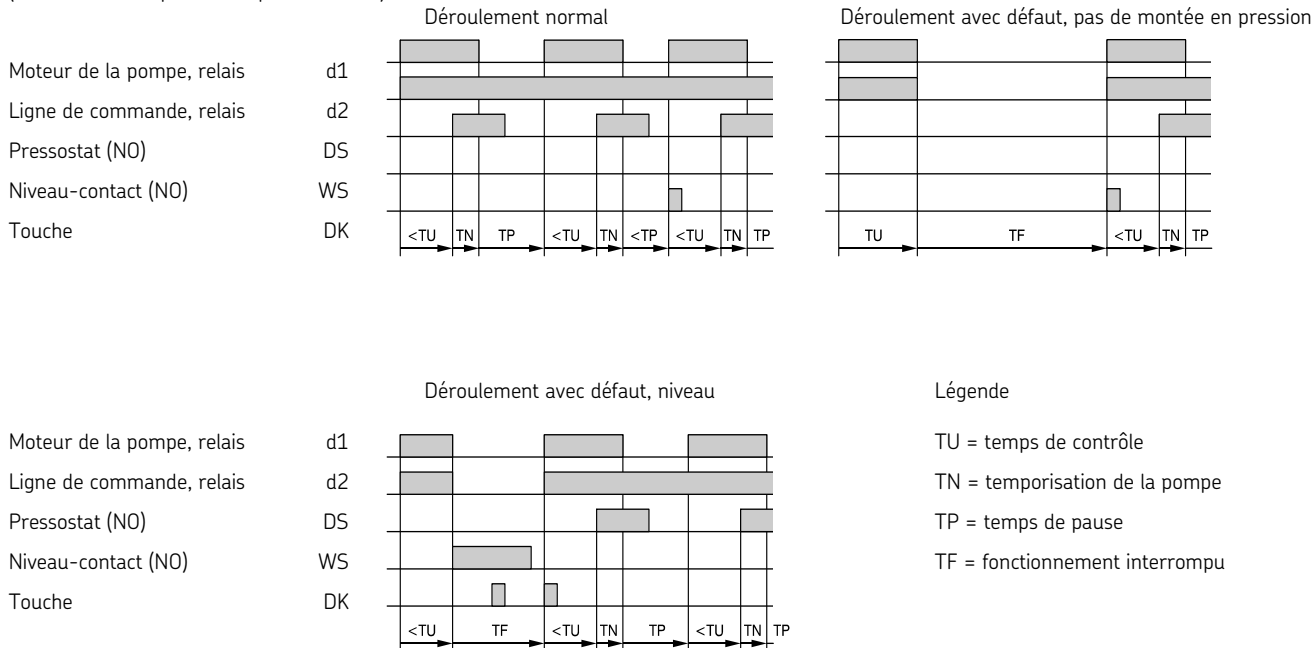 Déroulement normal
Déroulement avec défaut, pas de montée en pression
Moteur de la pompe, relais d1
Ligne de commande, relais d2
Pressostat (NO) DS
Niveau-contact (NO) WS
Touche DK
<TU TN TP <TU TN <TP <TU TN TP
TU TF <TU TN TP
Déroulement avec défaut, niveau
Légende
Moteur de la pompe, relais d1
TU = temps de contrôle
Ligne de commande, relais d2
TN = temporisation de la pompe
Pressostat (NO) DS
TP = temps de pause
Niveau-contact (NO) WS
TF = fonctionnement interrompu
Touche DK
<TU TF <TU TN TP <TU TN TP